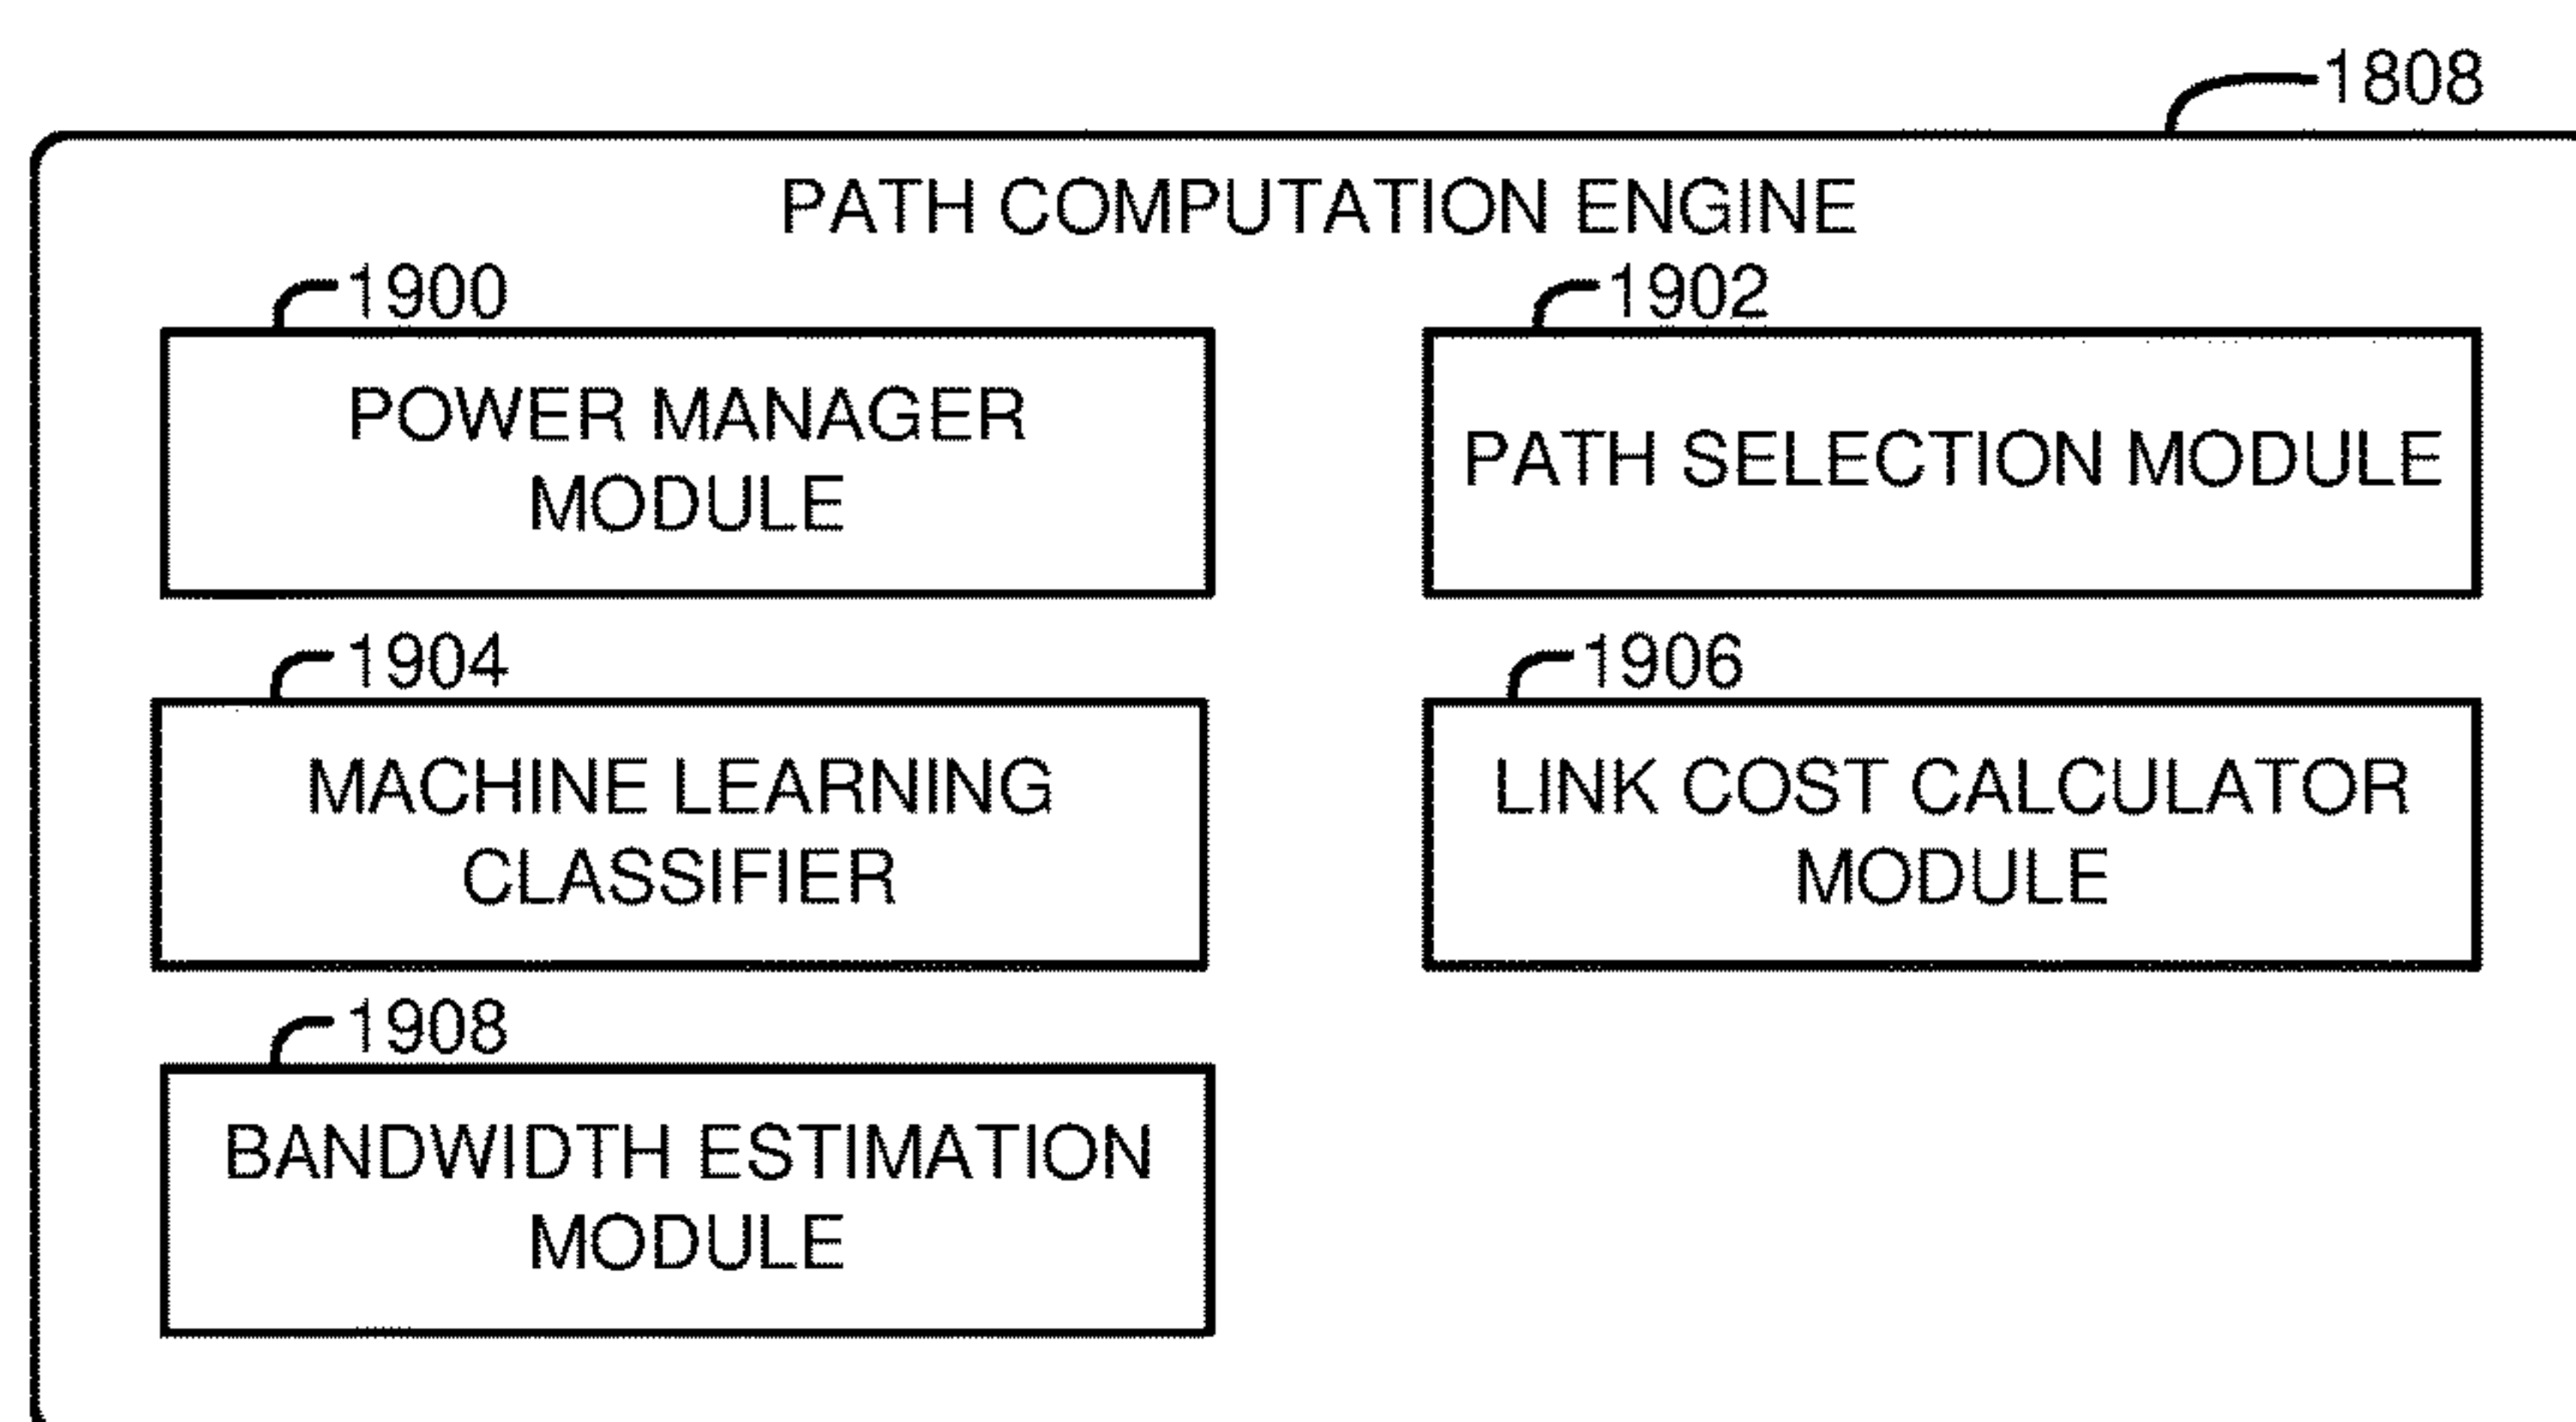 1808
PATH COMPUTATION ENGINE
1900
POWER MANAGER
MODULE
1902
PATH SELECTION MODULE
1904
MACHINE LEARNING
CLASSIFIER
1906
LINK COST CALCULATOR
MODULE
1908
BANDWIDTH ESTIMATION
MODULE